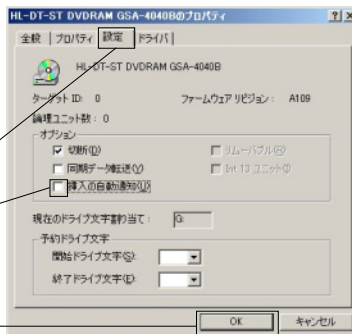 HL-DT-ST DVDRAM GSA-4040Bのプロパティ
全般 プロパティ 設定 ドライバ
HL-DT-ST DVDRAM GSA-4040B
ターゲット ID: 0 ファームウェア リビジョン: A109
論理ユニット数: 0
オプション
切断(D) リムーバブル(R)
同期データ転送(Y) Int 13 ユニット(I)
挿入の自動通知(U)
現在のドライブ文字割り当て: G:
予約ドライブ文字
開始ドライブ文字(S):
終了ドライブ文字(E):
OK キャンセル